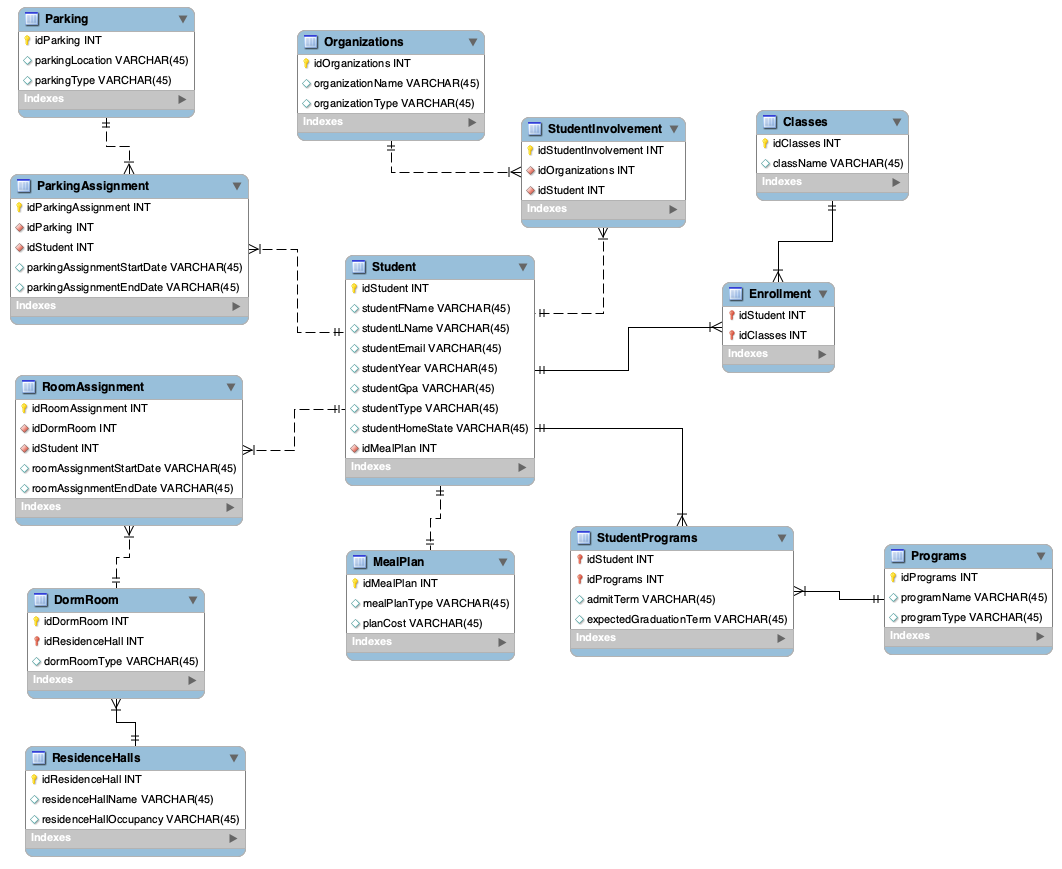 Parking
idParking INT
parkingLocation VARCHAR(45)
parkingType VARCHAR(45)
Indexes
Organizations
idOrganizations INT
organizationName VARCHAR(45)
organizationType VARCHAR(45)
Indexes
StudentInvolvement
idStudentInvolvement INT
idOrganizations INT
idStudent INT
Indexes
Classes
idClasses INT
className VARCHAR(45)
Indexes
ParkingAssignment
idParkingAssignment INT
idParking INT
idStudent INT
parkingAssignmentStartDate VARCHAR(45)
parkingAssignmentEndDate VARCHAR(45)
Indexes
Student
idStudent INT
studentFName VARCHAR(45)
studentLName VARCHAR(45)
studentEmail VARCHAR(45)
studentYear VARCHAR(45)
studentGpa VARCHAR(45)
studentType VARCHAR(45)
studentHomeState VARCHAR(45)
idMealPlan INT
Indexes
Enrollment
idStudent INT
idClasses INT
Indexes
RoomAssignment
idRoomAssignment INT
idDormRoom INT
idStudent INT
roomAssignmentStartDate VARCHAR(45)
roomAssignmentEndDate VARCHAR(45)
Indexes
MealPlan
idMealPlan INT
mealPlanType VARCHAR(45)
planCost VARCHAR(45)
Indexes
StudentPrograms
idStudent INT
idPrograms INT
admitTerm VARCHAR(45)
expectedGraduationTerm VARCHAR(45)
Indexes
Programs
idPrograms INT
programName VARCHAR(45)
programType VARCHAR(45)
Indexes
DormRoom
idDormRoom INT
idResidenceHall INT
dormRoomType VARCHAR(45)
Indexes
ResidenceHalls
idResidenceHall INT
residenceHallName VARCHAR(45)
residenceHallOccupancy VARCHAR(45)
Indexes